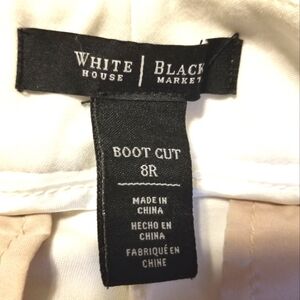 WHITE | BLACK
HOUSE | MARKET
BOOT CUT
8R
MADE IN
CHINA
HECHO EN
CHINA
FABRIQUÉ EN
CHINE